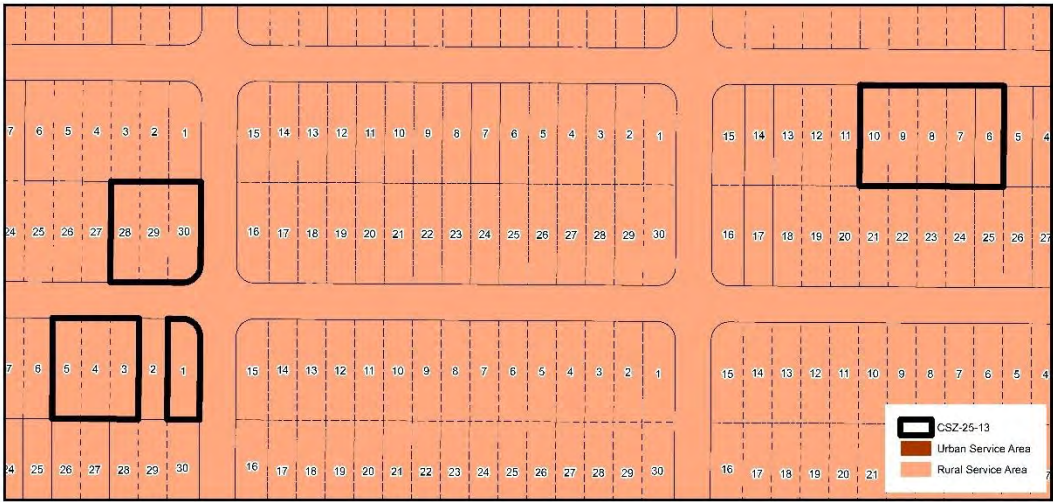 7 6 5 4 3 2 1 15 14 13 12 11 10 9 8 7 6 5 4 3 2 1 15 14 13 12 11 10 9 8 7 6 5 4
24 25 26 27 28 29 30 16 17 18 19 20 21 22 23 24 25 26 27 28 29 30 16 17 18 19 20 21 22 23 24 25 26 27
7 6 5 4 3 2 1 15 14 13 12 11 10 9 8 7 6 5 4 3 2 1 15 14 13 12 11 10 9 8 7 6 5 4
24 25 26 27 28 29 30 16 17 18 19 20 21 22 23 24 25 26 27 28 29 30 16 17 18 19 20 21 7
CSZ-25-13
Urban Service Area
Rural Service Area